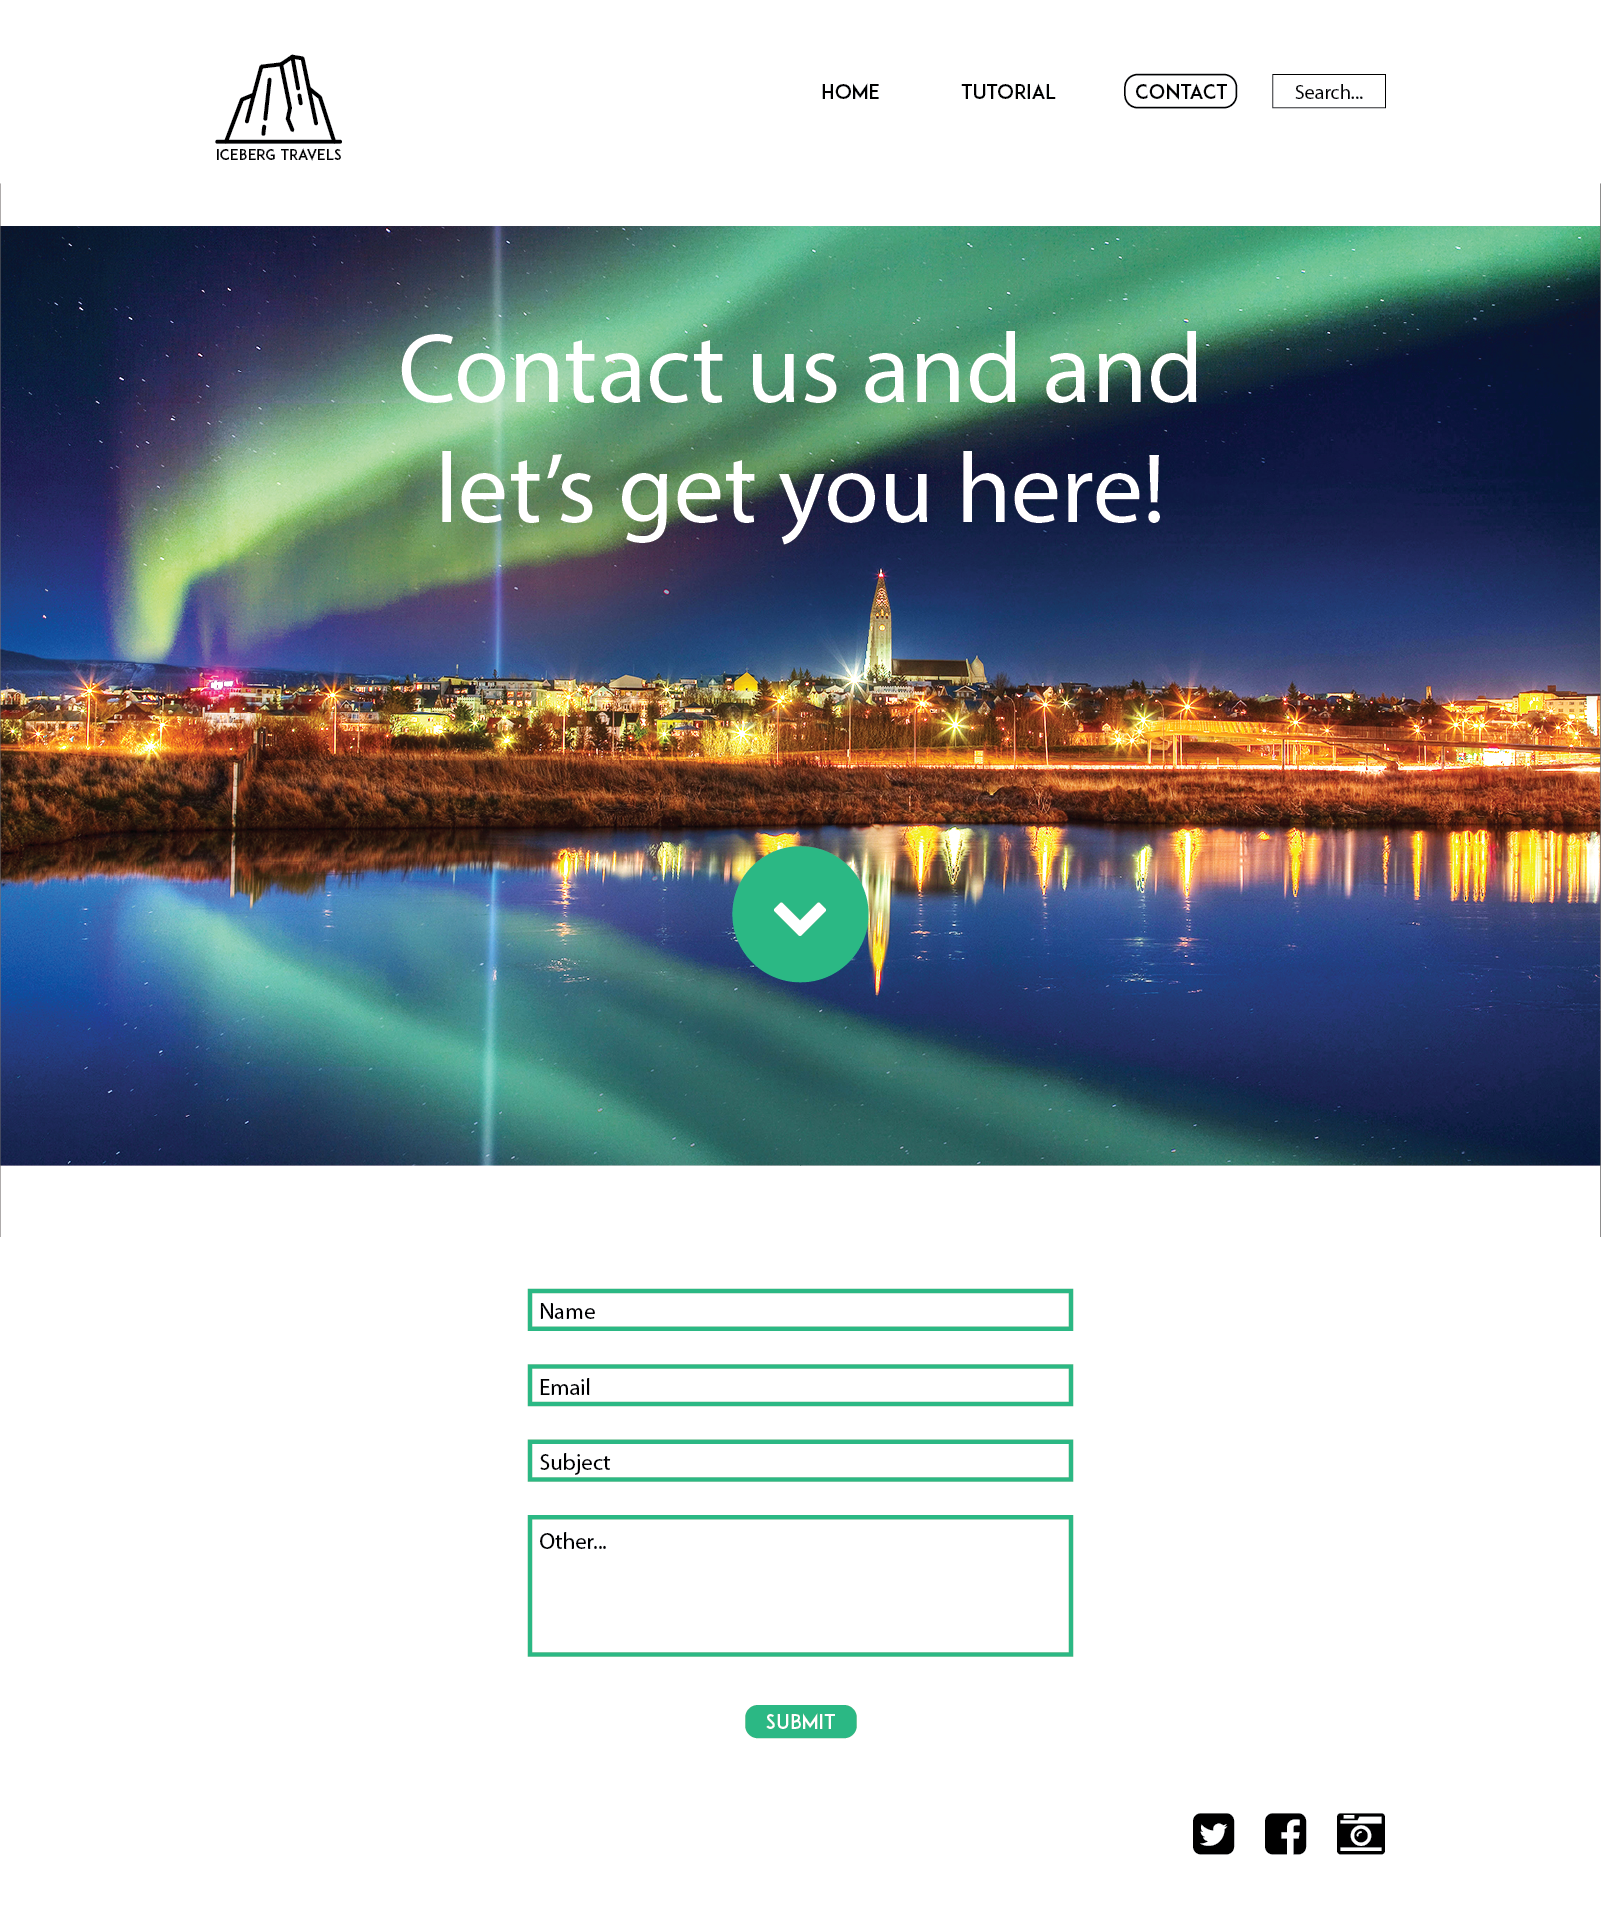 HOME TUTORIAL CONTACT Search...
ICEBERG TRAVELS
Contact us and and
let’s get you here!
Name
Email
Subject
Other...
SUBMIT